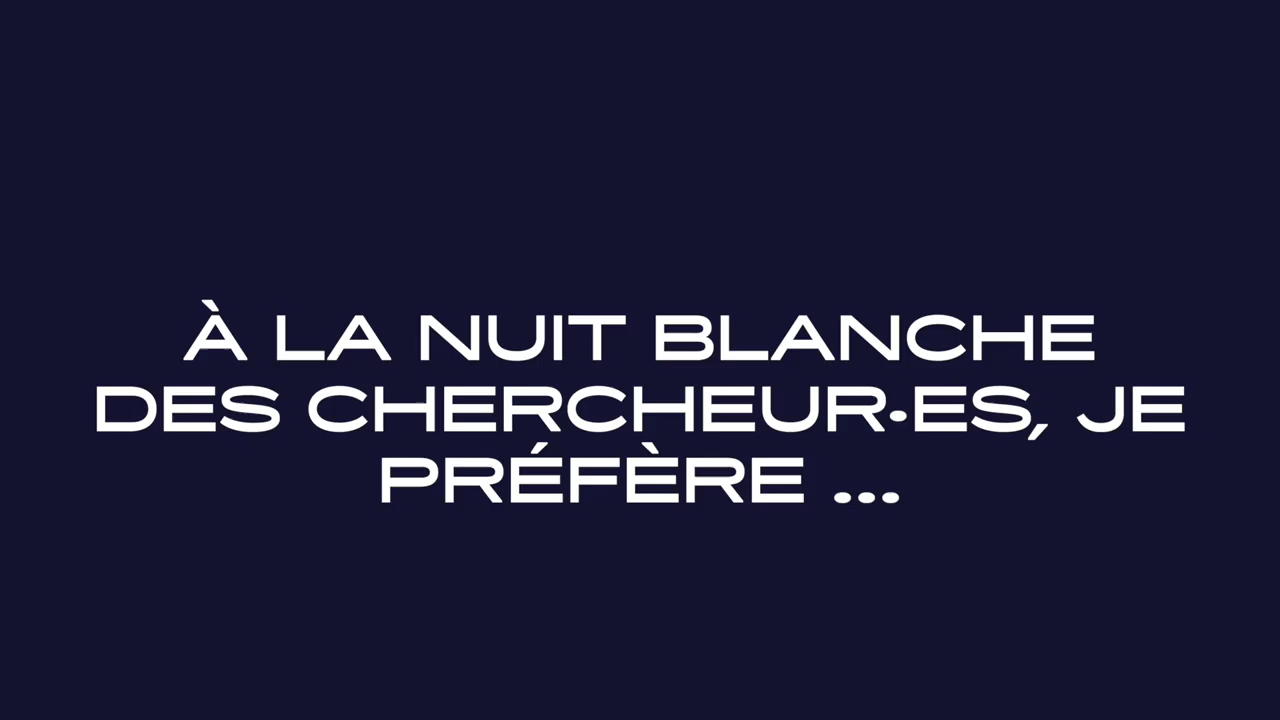 À LA NUIT BLANCHE
DES CHERCHEUR·ES, JE
PRÉFÈRE ...